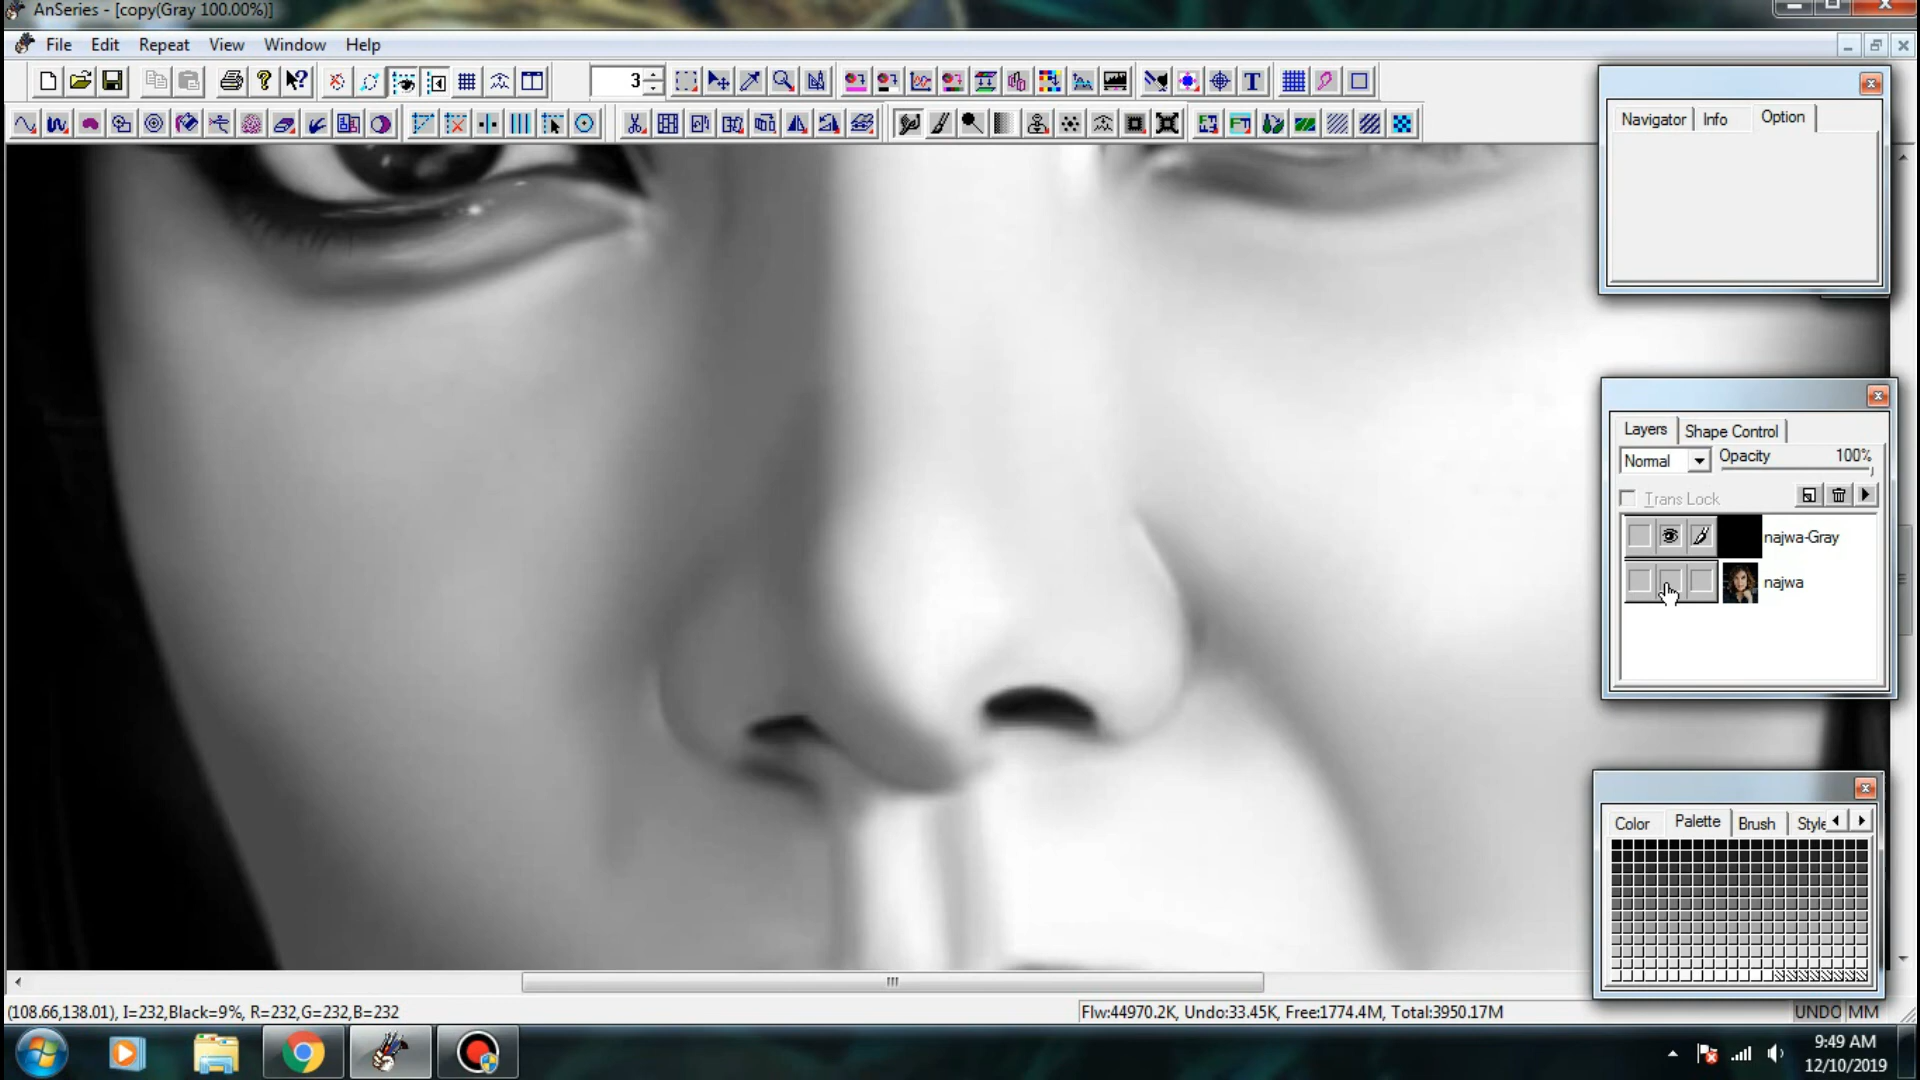 AnSeries - [copy(Gray 100.00%)]
File Edit Repeat View Window Help
3
Navigator Info Option
Layers Shape Control
Normal Opacity 100%
Trans Lock
najwa-Gray
najwa
Color Palette Brush Style
(108.66,138.01), I=232,Black=9%, R=232,G=232,B=232
Flw:44970.2K, Undo:33.45K, Free:1774.4M, Total:3950.17M
UNDO MM
9:49 AM
12/10/2019